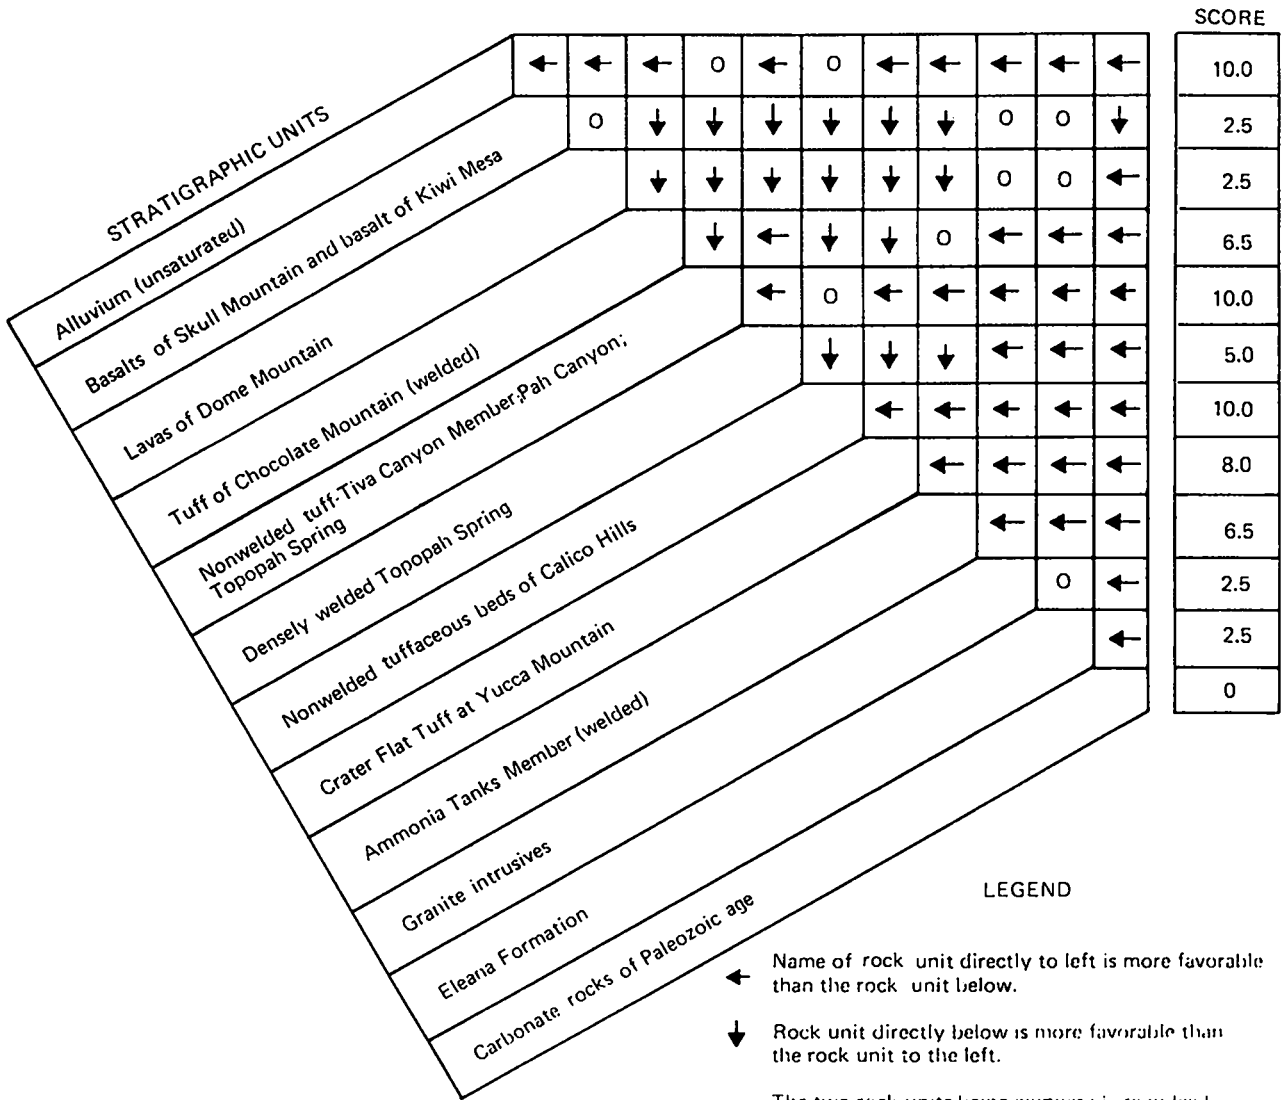 SCORE
← ← ← O ← O ← ← ← ← ← 10.0
O ↓ ↓ ↓ ↓ ↓ ↓ O O ↓ 2.5
↓ ↓ ↓ ↓ ↓ ↓ O O ← 2.5
↓ ← ↓ ↓ O ← ← ← 6.5
← O ← ← ← ← ← 10.0
↓ ↓ ↓ ← ← ← 5.0
← ← ← ← ← 10.0
← ← ← ← 8.0
← ← ← 6.5
O ← 2.5
← 2.5
0
STRATIGRAPHIC UNITS
Alluvium (unsaturated)
Basalts of Skull Mountain and basalt of Kiwi Mesa
Lavas of Dome Mountain
Tuff of Chocolate Mountain (welded)
Nonwelded tuff-Tiva Canyon Member; Pah Canyon;
Topopah Spring
Densely welded Topopah Spring
Nonwelded tuffaceous beds of Calico Hills
Crater Flat Tuff at Yucca Mountain
Ammonia Tanks Member (welded)
Granite intrusives
Eleana Formation
Carbonate rocks of Paleozoic age
LEGEND
← Name of rock unit directly to left is more favorable
than the rock unit below.
↓ Rock unit directly below is more favorable than
the rock unit to the left.
The two rock units being